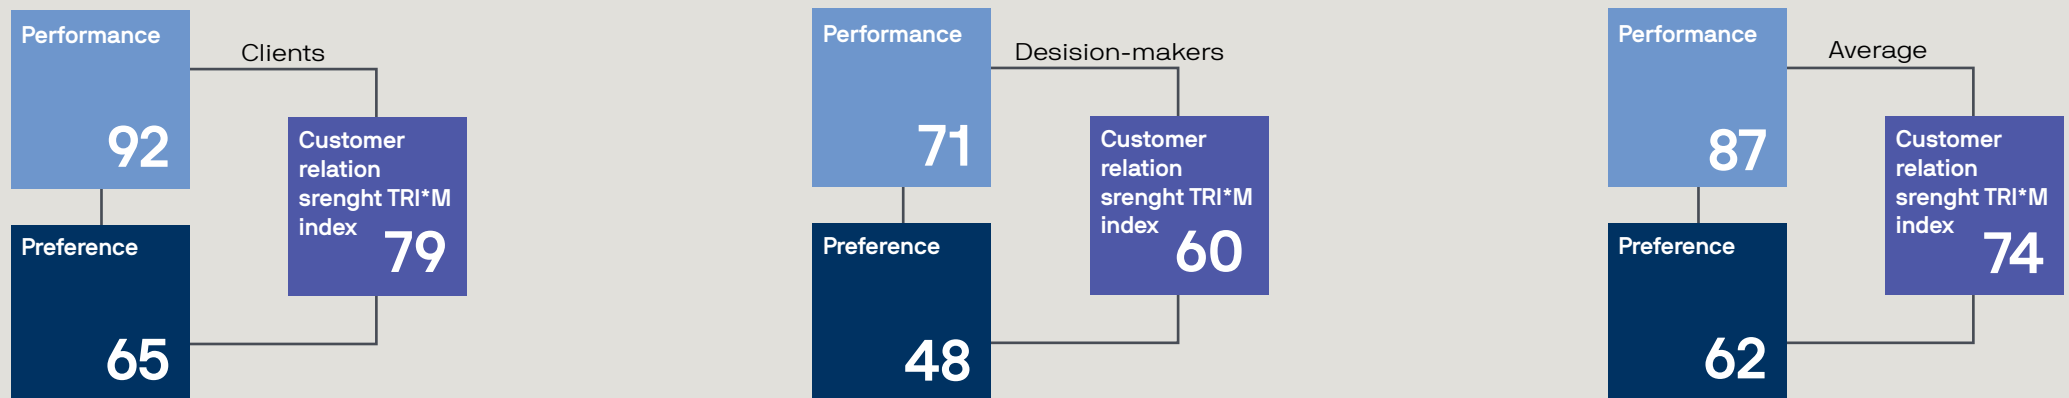 Clients
Performance
92
Customer
relation
srenght TRI*M
index
79
Preference
65
Desision-makers
Performance
71
Customer
relation
srenght TRI*M
index
60
Preference
48
Average
Performance
87
Customer
relation
srenght TRI*M
index
74
Preference
62